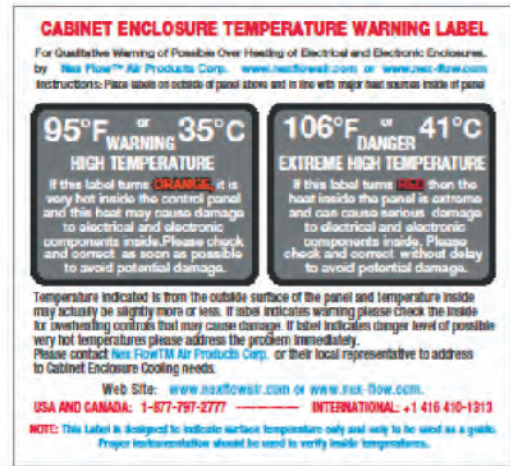 CABINET ENCLOSURE TEMPERATURE WARNING LABEL
For Qualitative Warning of Possible Over Heating of Electrical and Electronic Enclosures.
by Nex Flow™ Air Products Corp. www.nexflowair.com or www.nex-flow.com
Instructions: Place labels on outside of panel above and in line with major heat sources inside of panel
95°F or 35°C
WARNING
HIGH TEMPERATURE
If this label turns ORANGE, it is
very hot inside the control panel
and this heat may cause damage
to electrical and electronic
components inside.Please check
and correct as soon as possible
to avoid potential damage.
106°F or 41°C
DANGER
EXTREME HIGH TEMPERATURE
If this label turns RED then the
heat inside the panel is extreme
and can cause serious damage
to electrical and electronic
components inside. Please
check and correct without delay
to avoid potential damage.
Temperature indicated is from the outside surface of the panel and temperature inside
may actually be slightly more or less. If label indicates warning please check the inside
for overheating controls that may cause damage. If label indicates danger level of possible
very hot temperatures please address the problem immediately.
Please contact Nex FlowTM Air Products Corp. or their local representative to address
to Cabinet Enclosure Cooling needs.
Web Site: www.nexflowair.com or www.nex-flow.com.
USA AND CANADA: 1-877-797-2777 ———— INTERNATIONAL: +1 416 410-1313
NOTE: This Label is designed to indicate surface temperature only and only to be used as a guide.
Proper instrumentation should be used to verify inside temperatures.